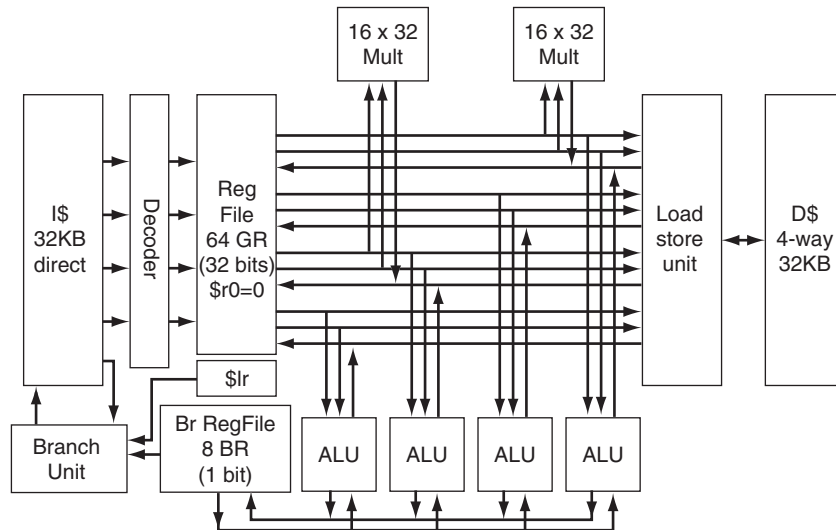 16 x 32
Mult
16 x 32
Mult
I$
32KB
direct
Decoder
Reg
File
64 GR
(32 bits)
$r0=0
Load
store
unit
D$
4-way
32KB
$lr
Branch
Unit
Br RegFile
8 BR
(1 bit)
ALU
ALU
ALU
ALU